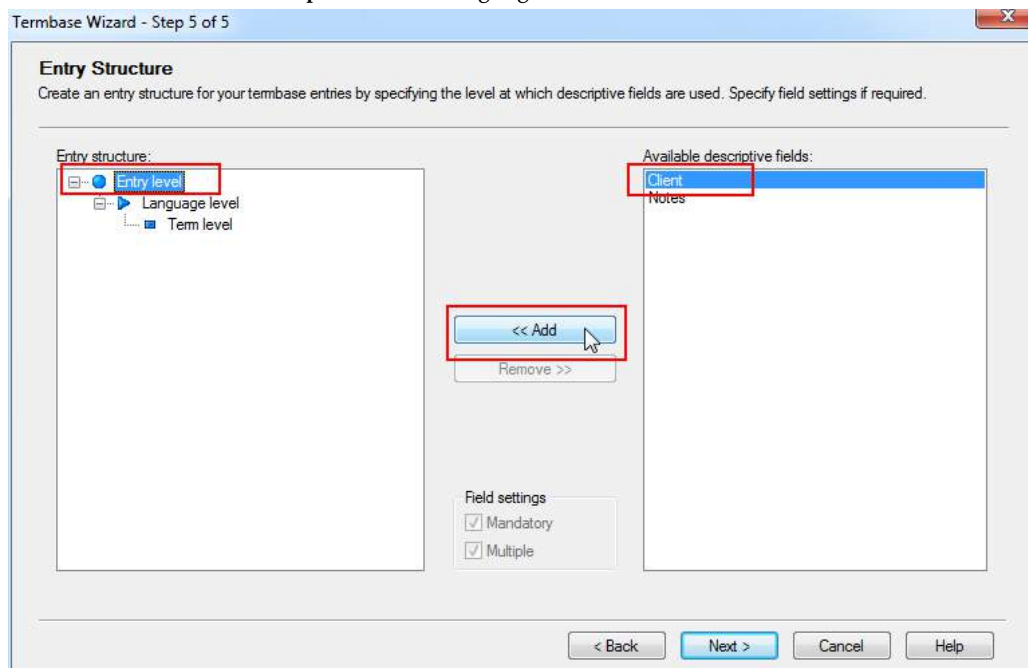 Termbase Wizard - Step 5 of 5
Entry Structure
Create an entry structure for your termbase entries by specifying the level at which descriptive fields are used. Specify field settings if required.
Entry structure:
Available descriptive fields:
Entry level
Client
Language level
Notes
Term level
<< Add
Remove >>
Field settings
Mandatory
Multiple
< Back
Next >
Cancel
Help